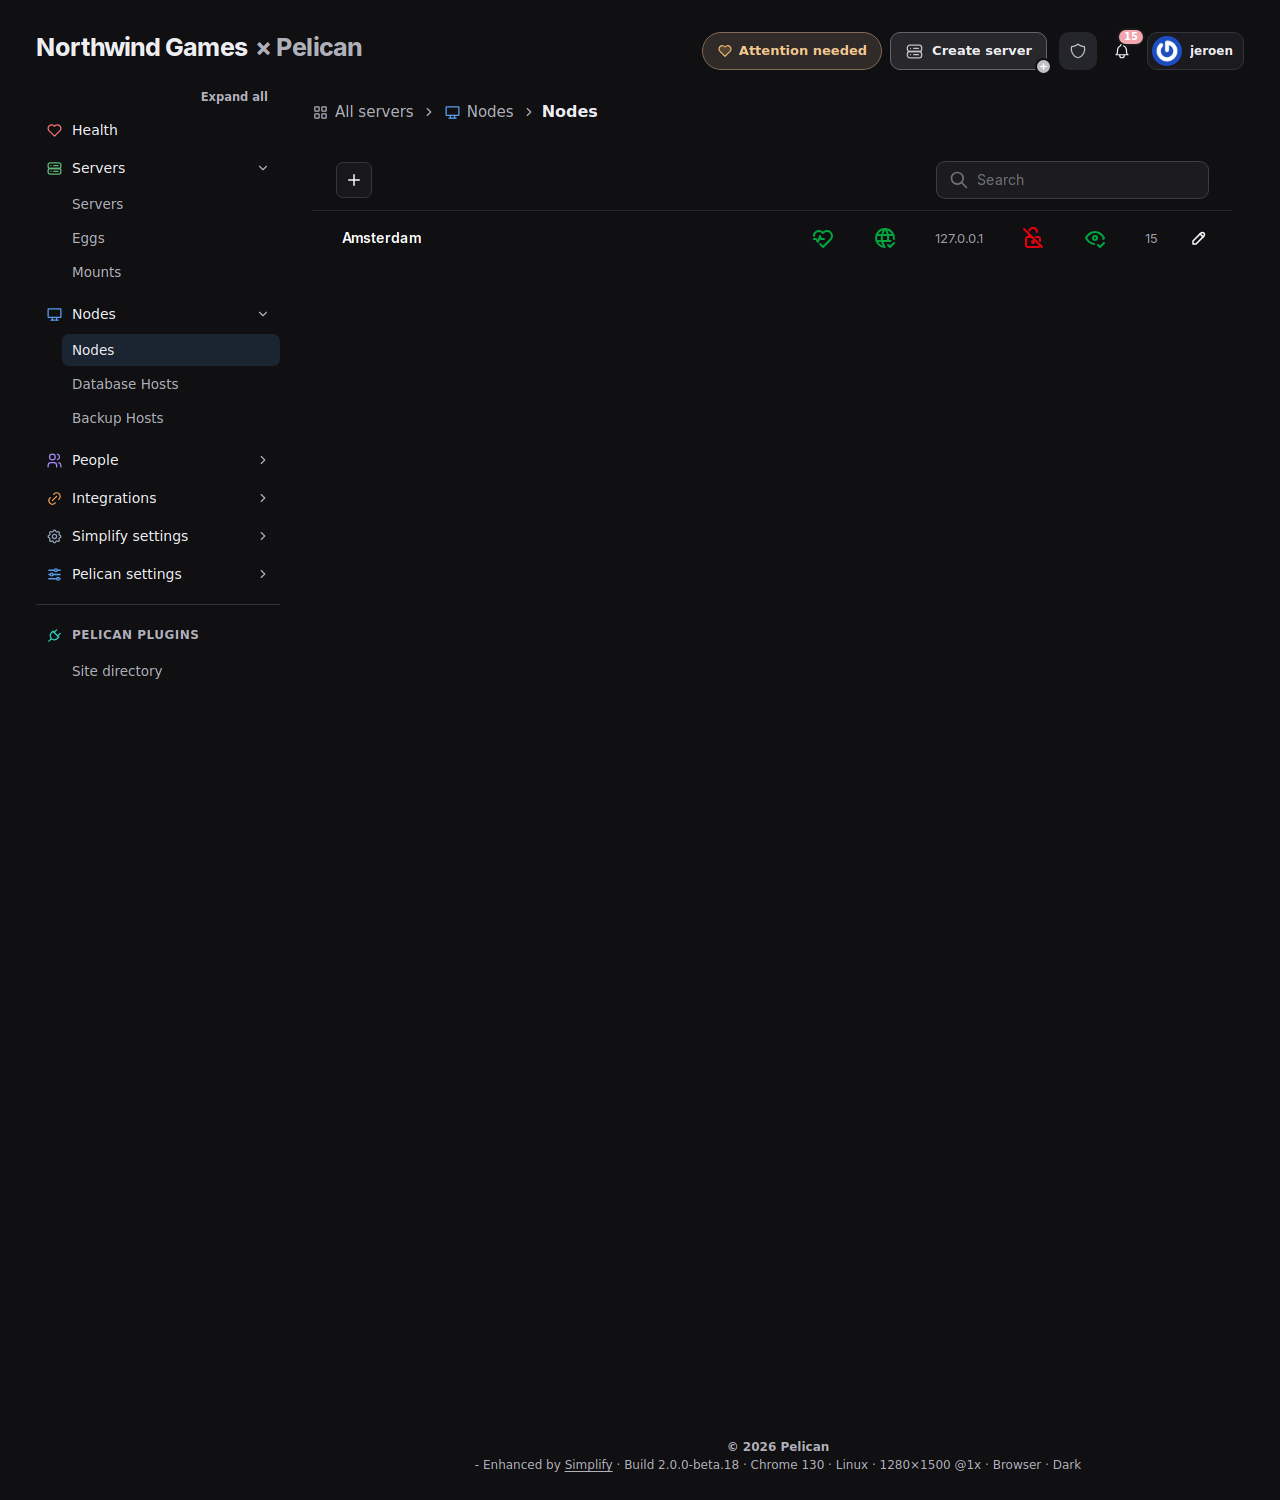 Northwind Games × Pelican
Attention needed
Create server
15
jeroen
Expand all
All servers > Nodes > Nodes
Health
Servers
Servers
Eggs
Mounts
Nodes
Nodes
Database Hosts
Backup Hosts
People
Integrations
Simplify settings
Pelican settings
PELICAN PLUGINS
Site directory
Search
Amsterdam 127.0.0.1 15
© 2026 Pelican
- Enhanced by Simplify · Build 2.0.0-beta.18 · Chrome 130 · Linux · 1280×1500 @1x · Browser · Dark